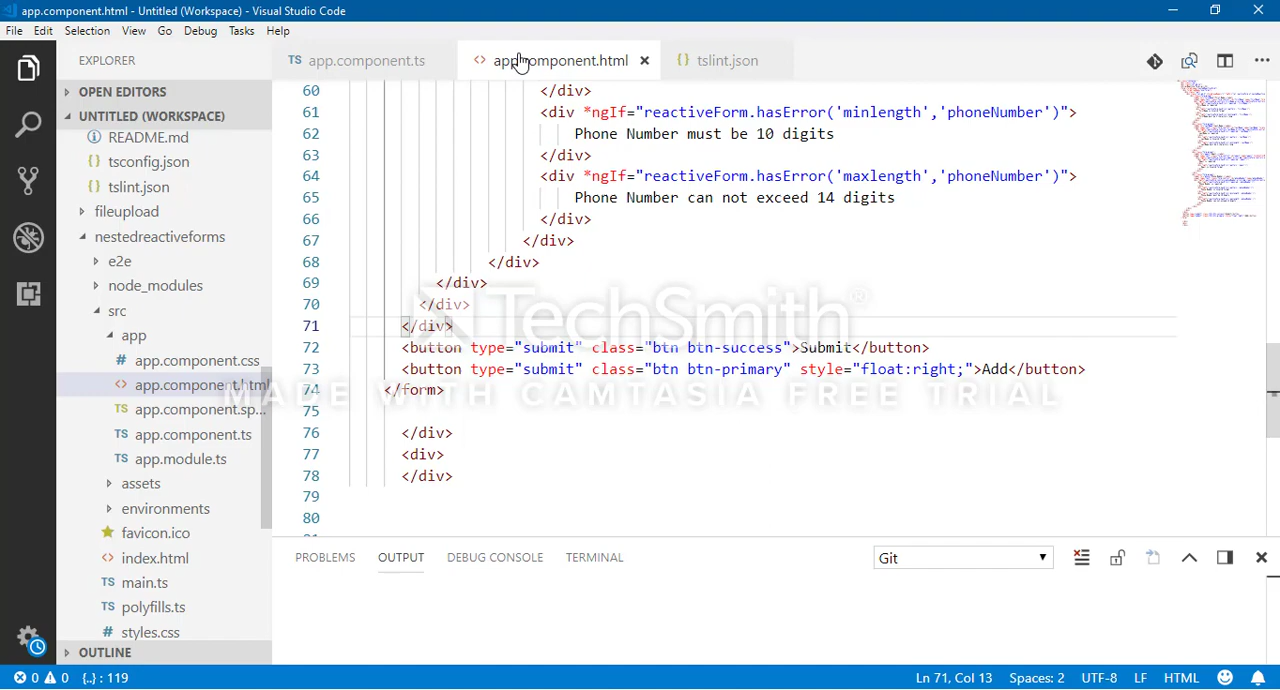 app.component.html - Untitled (Workspace) - Visual Studio Code
File Edit Selection View Go Debug Tasks Help
EXPLORER
OPEN EDITORS
UNTITLED (WORKSPACE)
README.md
tsconfig.json
tslint.json
fileupload
nestedreactiveforms
e2e
node_modules
src
app
app.component.css
app.component.html
app.component.sp...
app.component.ts
app.module.ts
assets
environments
favicon.ico
index.html
main.ts
polyfills.ts
styles.css
OUTLINE
TS app.component.ts
<> app.component.html
{} tslint.json
60 </div>
61 <div *ngIf="reactiveForm.hasError('minlength','phoneNumber')">
62 Phone Number must be 10 digits
63 </div>
64 <div *ngIf="reactiveForm.hasError('maxlength','phoneNumber')">
65 Phone Number can not exceed 14 digits
66 </div>
67 </div>
68 </div>
69 </div>
70 </div>
71 </div>
72 <button type="submit" class="btn btn-success">Submit</button>
73 <button type="submit" class="btn btn-primary" style="float:right;">Add</button>
74 </form>
75
76 </div>
77 <div>
78 </div>
79
80
TechSmith®
MADE WITH CAMTASIA FREE TRIAL
PROBLEMS OUTPUT DEBUG CONSOLE TERMINAL
Git
0 0 {..} : 119
Ln 71, Col 13 Spaces: 2 UTF-8 LF HTML